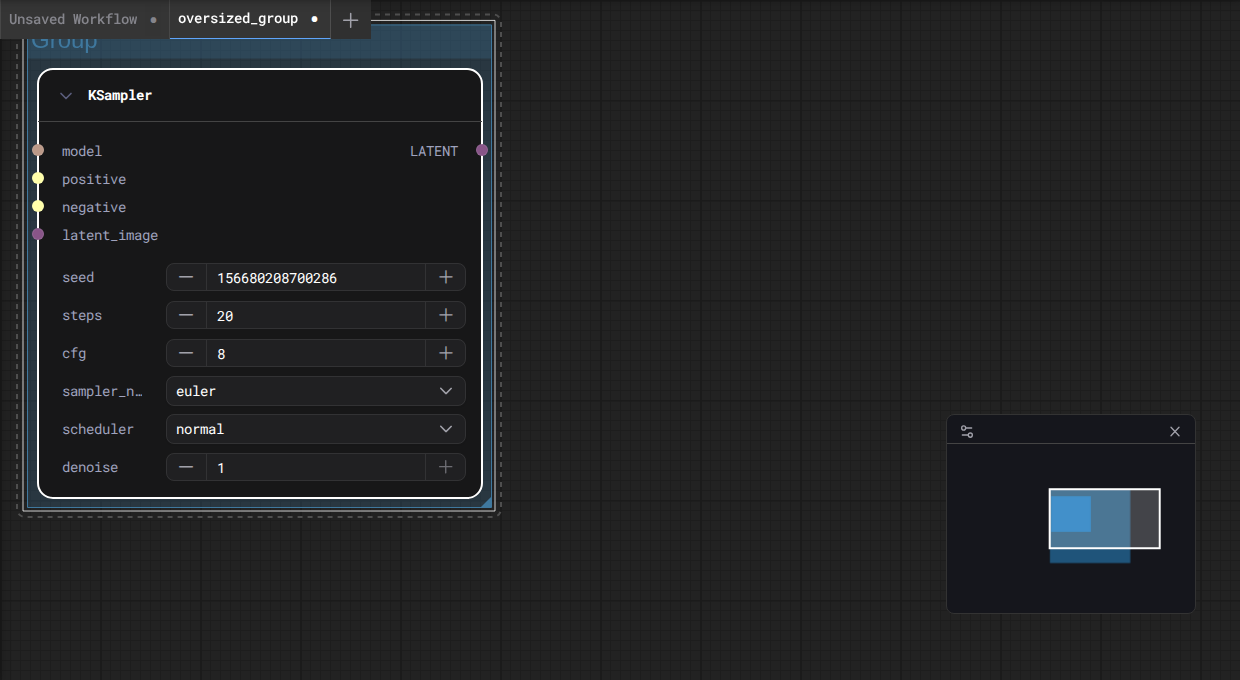 Unsaved Workflow
oversized_group
Group
KSampler
model LATENT
positive
negative
latent_image
seed 156680208700286
steps 20
cfg 8
sampler_n… euler
scheduler normal
denoise 1